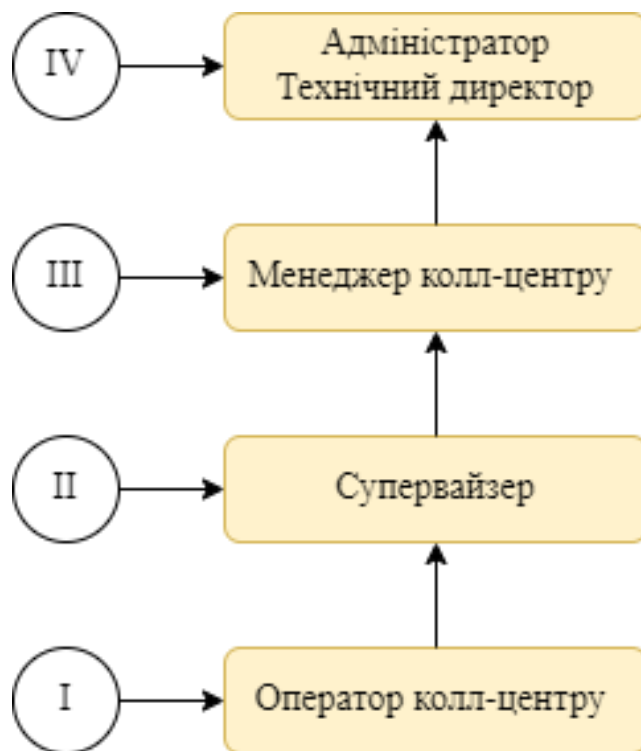 IV
Адміністратор
Технічний директор
III
Менеджер колл-центру
II
Супервайзер
I
Оператор колл-центру